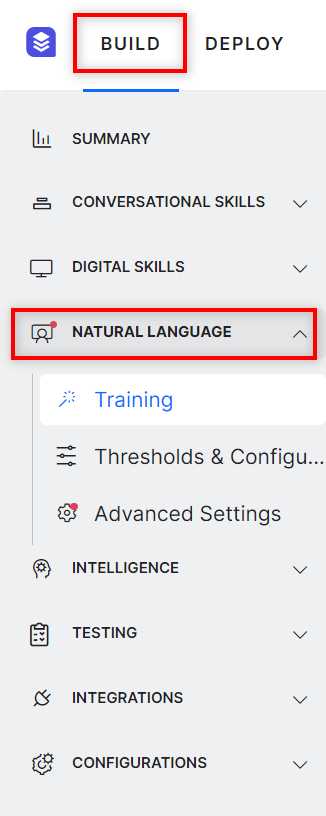 BUILD DEPLOY
SUMMARY
CONVERSATIONAL SKILLS
DIGITAL SKILLS
NATURAL LANGUAGE
Training
Thresholds & Configu...
Advanced Settings
INTELLIGENCE
TESTING
INTEGRATIONS
CONFIGURATIONS